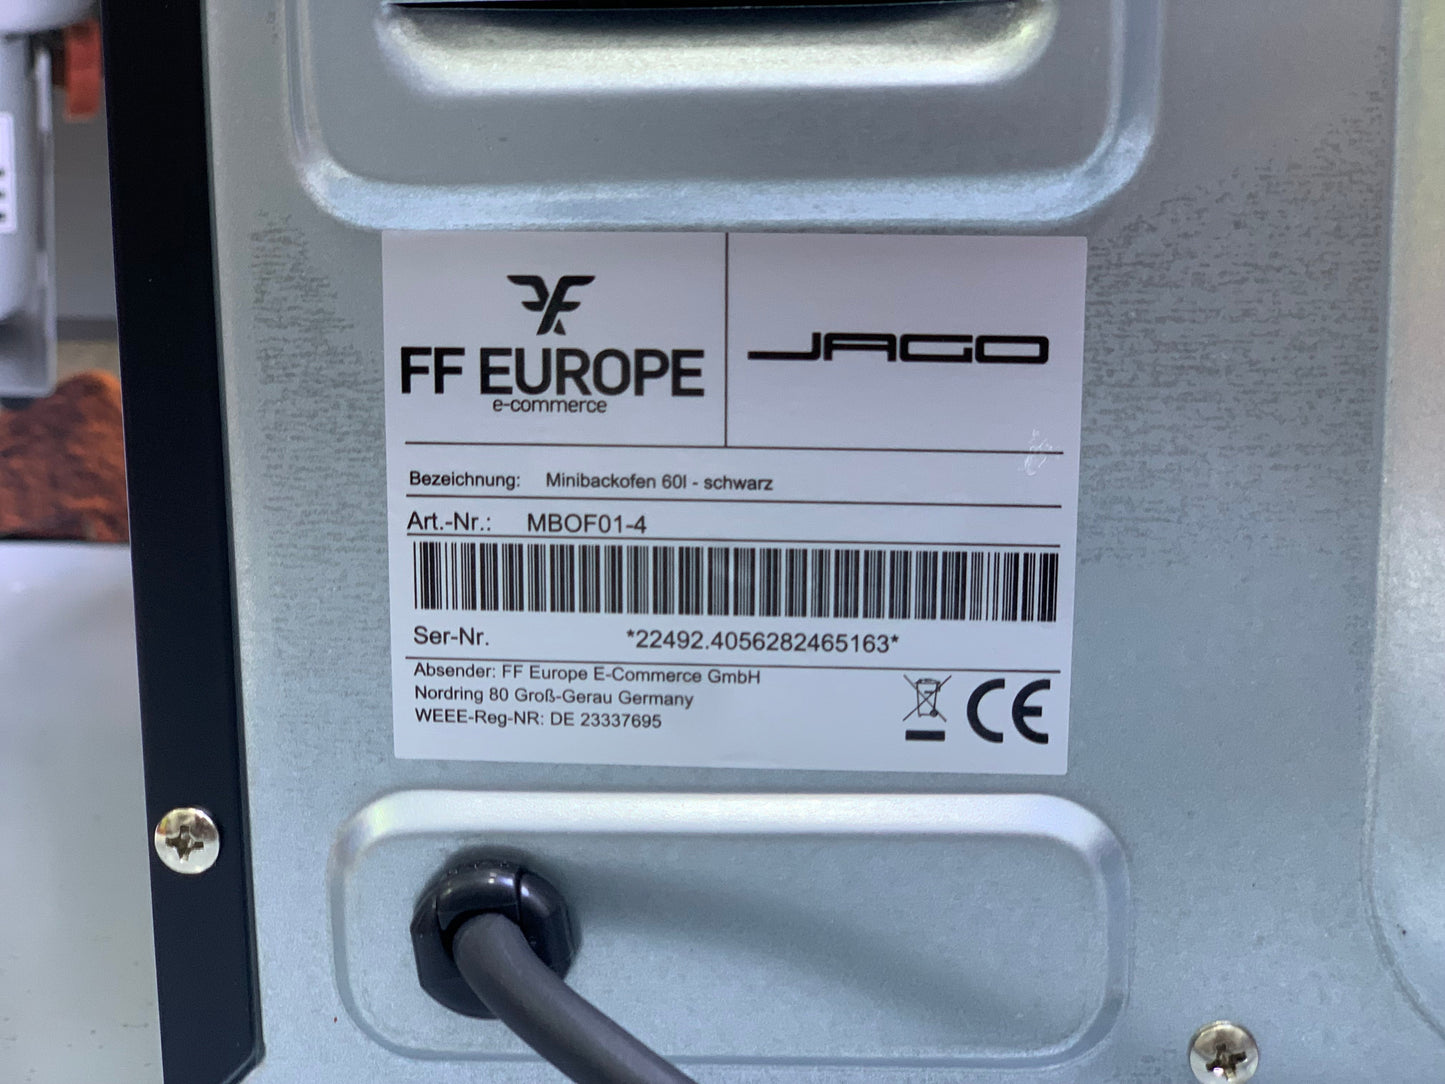 FF EUROPE
e-commerce
JAGO
Bezeichnung: Minibackofen 60l - schwarz
Art.-Nr.: MBOF01-4
Ser-Nr. *22492.4056282465163*
Absender: FF Europe E-Commerce GmbH
Nordring 80 Groß-Gerau Germany
WEEE-Reg-NR: DE 23337695
CE